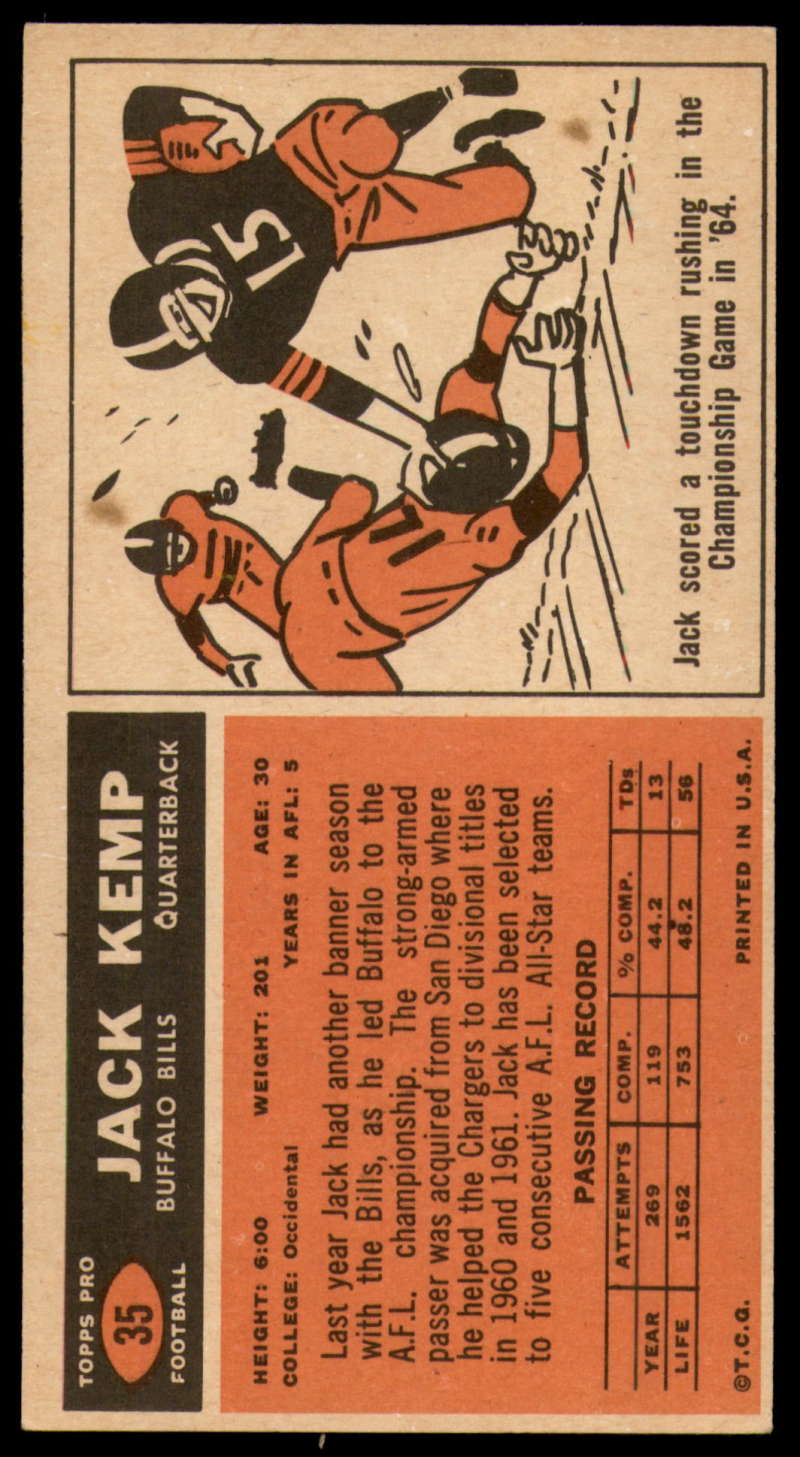 TOPPS PRO
35
FOOTBALL
JACK KEMP
BUFFALO BILLS QUARTERBACK
HEIGHT: 6:00 WEIGHT: 201 AGE: 30
COLLEGE: Occidental YEARS IN AFL: 5
Last year Jack had another banner season
with the Bills, as he led Buffalo to the
A.F.L. championship. The strong-armed
passer was acquired from San Diego where
he helped the Chargers to divisional titles
in 1960 and 1961. Jack has been selected
to five consecutive A.F.L. All-Star teams.
PASSING RECORD
ATTEMPTS COMP. % COMP. TDs
YEAR 269 119 44.2 13
LIFE 1562 753 48.2 56
©T.C.G. PRINTED IN U.S.A.
15
77
Jack scored a touchdown rushing in the
Championship Game in '64.